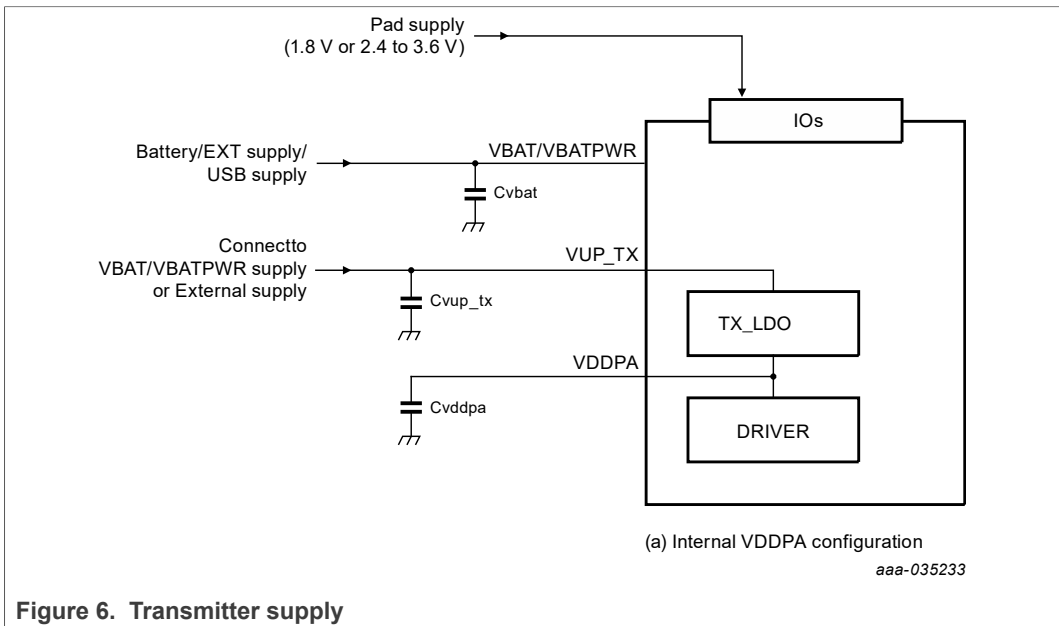 Pad supply
(1.8 V or 2.4 to 3.6 V)
IOs
Battery/EXT supply/
USB supply
VBAT/VBATPWR
Cvbat
Connectto
VBAT/VBATPWR supply
or External supply
VUP_TX
Cvup_tx
TX_LDO
VDDPA
Cvddpa
DRIVER
(a) Internal VDDPA configuration
aaa-035233
Figure 6. Transmitter supply